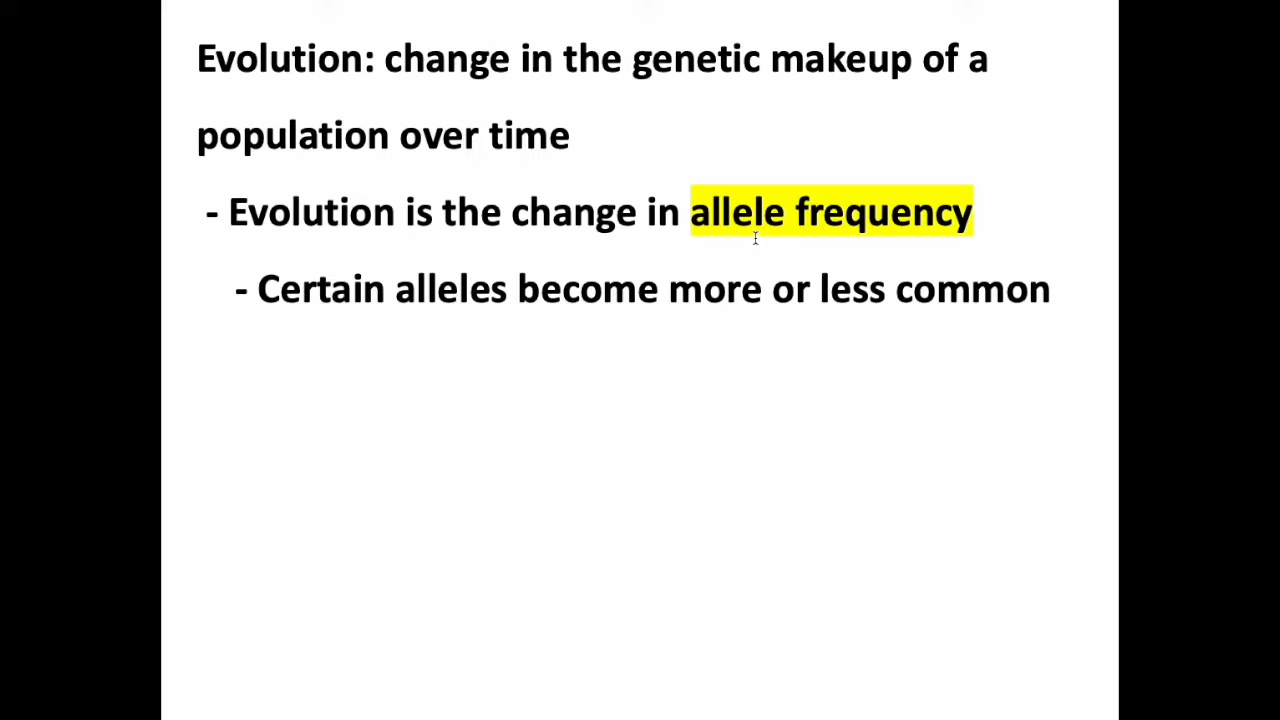 Evolution: change in the genetic makeup of a
population over time
- Evolution is the change in allele frequency
- Certain alleles become more or less common